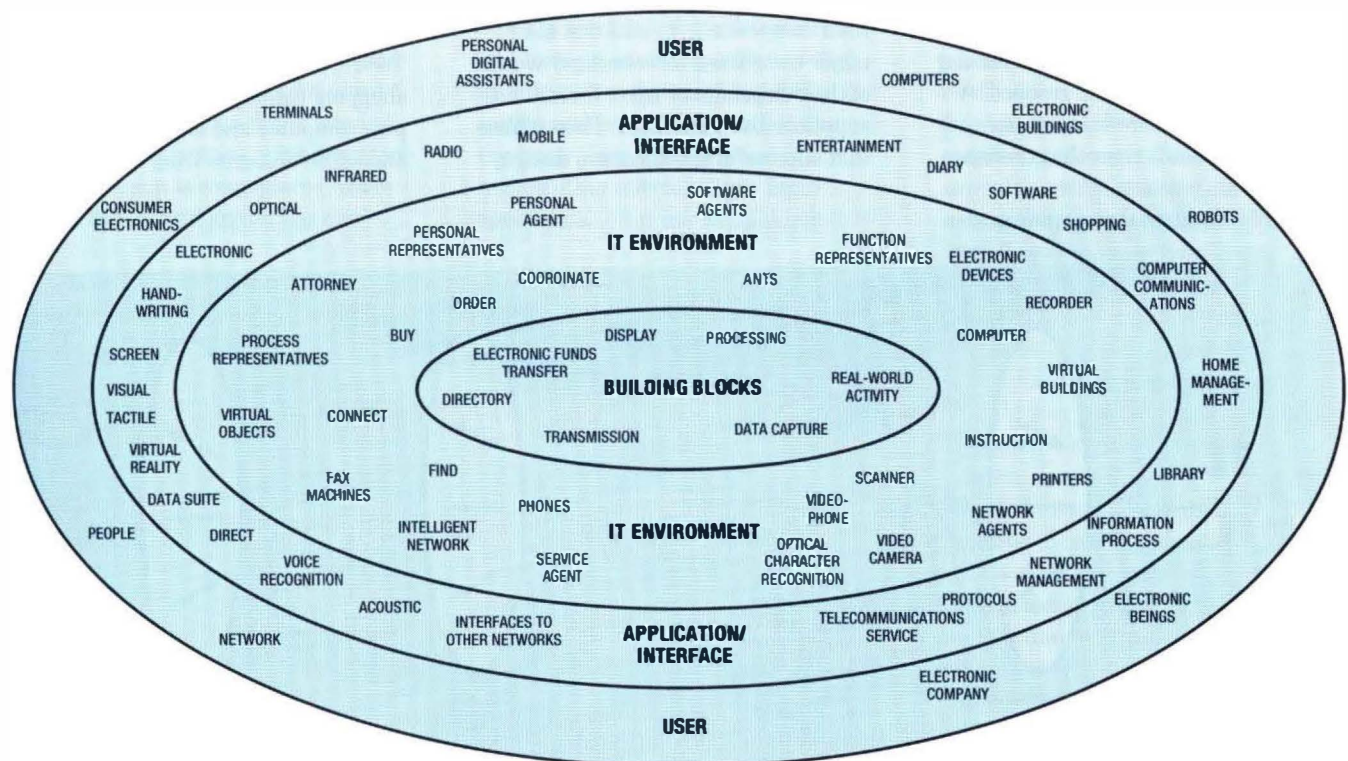 USER
PERSONAL
DIGITAL
ASSISTANTS
COMPUTERS
TERMINALS
ELECTRONIC
BUILDINGS
CONSUMER
ELECTRONICS
ROBOTS
PEOPLE
NETWORK
ELECTRONIC
BEINGS
ELECTRONIC
COMPANY
USER
APPLICATION/
INTERFACE
MOBILE
RADIO
INFRARED
OPTICAL
ELECTRONIC
HAND-
WRITING
SCREEN
VISUAL
TACTILE
VIRTUAL
REALITY
DATA SUITE
DIRECT
VOICE
RECOGNITION
ACOUSTIC
INTERFACES TO
OTHER NETWORKS
ENTERTAINMENT
DIARY
SOFTWARE
SHOPPING
COMPUTER
COMMUNIC-
ATIONS
HOME
MANAGE-
MENT
LIBRARY
INFORMATION
PROCESS
NETWORK
MANAGEMENT
PROTOCOLS
TELECOMMUNICATIONS
SERVICE
APPLICATION/
INTERFACE
IT ENVIRONMENT
SOFTWARE
AGENTS
PERSONAL
AGENT
PERSONAL
REPRESENTATIVES
FUNCTION
REPRESENTATIVES
ELECTRONIC
DEVICES
COORDINATE
ANTS
ATTORNEY
ORDER
RECORDER
BUY
COMPUTER
PROCESS
REPRESENTATIVES
VIRTUAL
BUILDINGS
VIRTUAL
OBJECTS
CONNECT
INSTRUCTION
FIND
FAX
MACHINES
SCANNER
PRINTERS
PHONES
VIDEO-
PHONE
NETWORK
AGENTS
INTELLIGENT
NETWORK
IT ENVIRONMENT
SERVICE
AGENT
OPTICAL
CHARACTER
RECOGNITION
VIDEO
CAMERA
DISPLAY
PROCESSING
ELECTRONIC FUNDS
TRANSFER
BUILDING BLOCKS
REAL-WORLD
ACTIVITY
DIRECTORY
TRANSMISSION
DATA CAPTURE